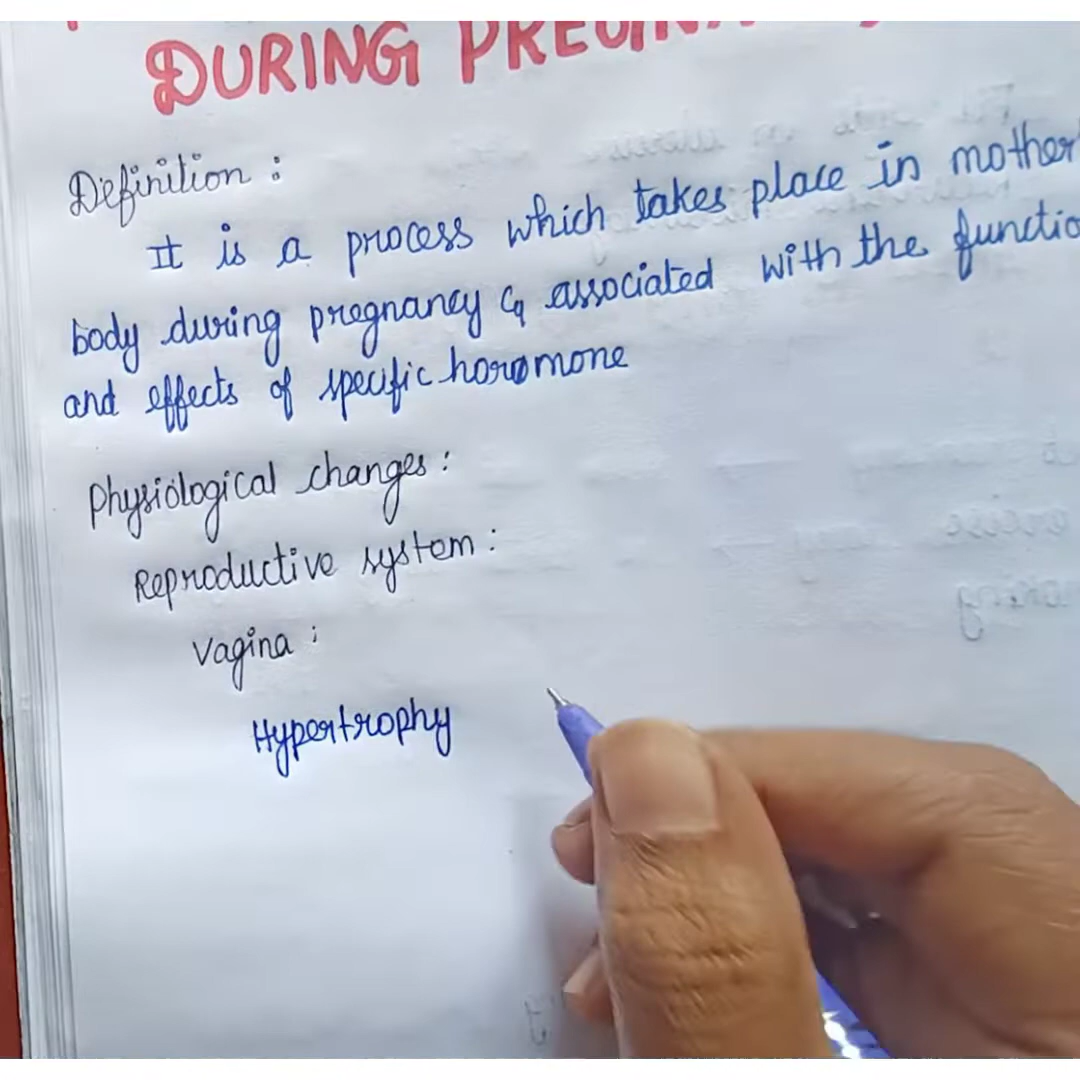 DURING
Definition :
It is a process which takes place in mother
body during pregnancy & associated with the functio
and effects of specific horomone
Physiological changes :
Reproductive system :
Vagina :
Hypertrophy